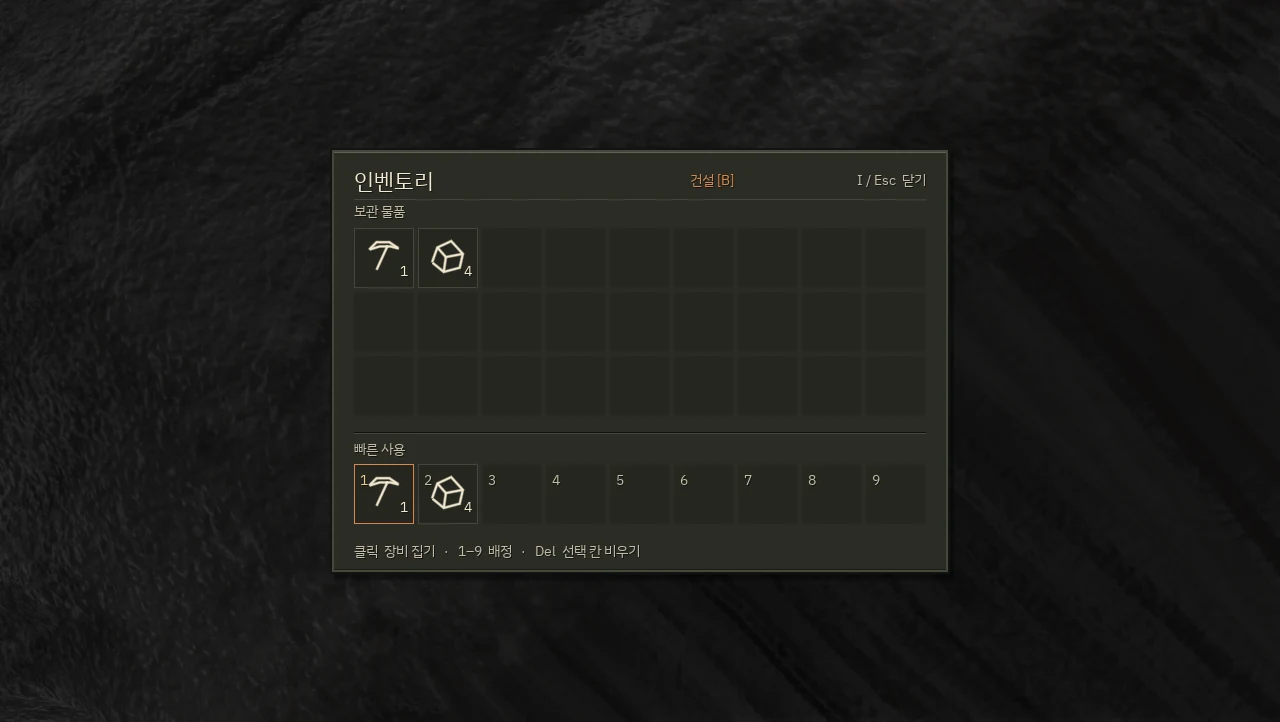 인벤토리 건설 [B] I / Esc 닫기
보관 물품
1 4
빠른 사용
1 1 2 4 3 4 5 6 7 8 9
클릭 장비 집기 · 1–9 배정 · Del 선택 칸 비우기